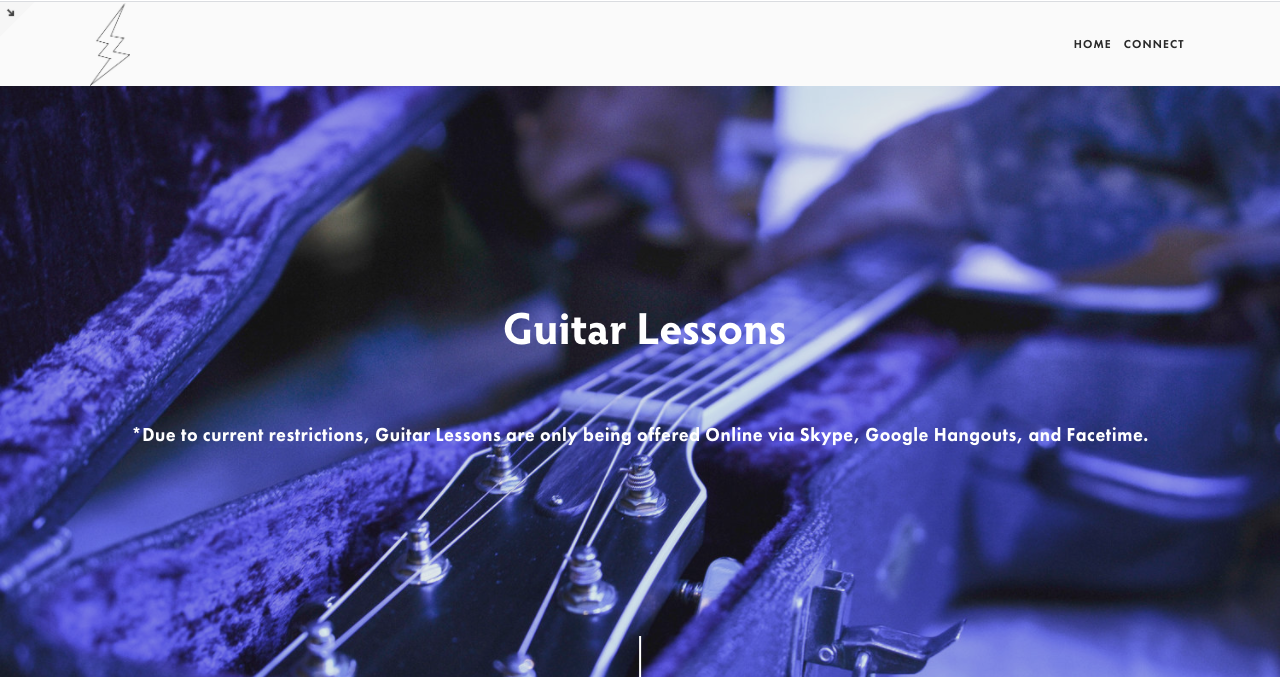 HOME CONNECT
Guitar Lessons
*Due to current restrictions, Guitar Lessons are only being offered Online via Skype, Google Hangouts, and Facetime.